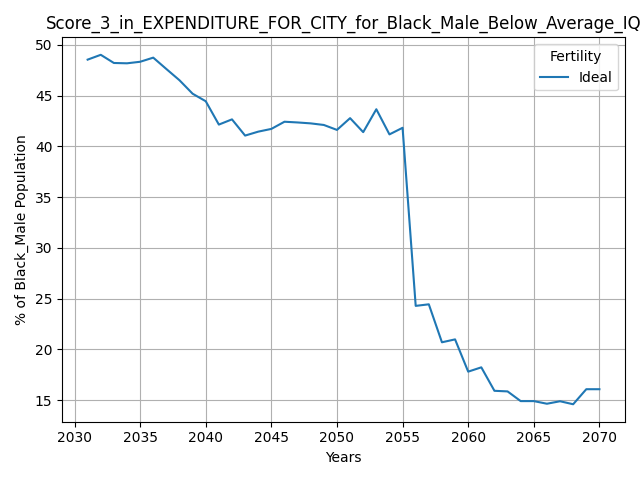 Score_3_in_EXPENDITURE_FOR_CITY_for_Black_Male_Below_Average_IQ
Fertility
Ideal
% of Black_Male Population
50
45
40
35
30
25
20
15
2030 2035 2040 2045 2050 2055 2060 2065 2070
Years